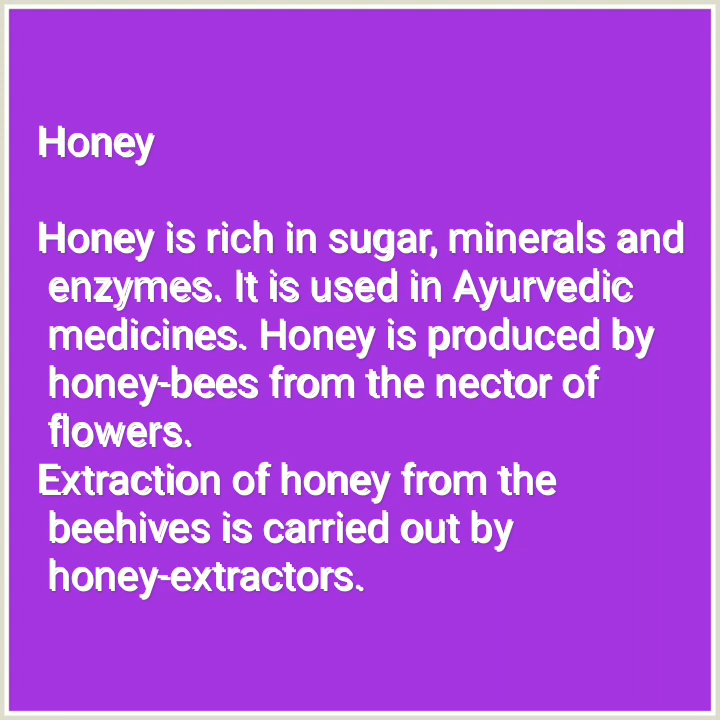 Honey
Honey is rich in sugar, minerals and
enzymes. It is used in Ayurvedic
medicines. Honey is produced by
honey-bees from the nector of
flowers.
Extraction of honey from the
beehives is carried out by
honey-extractors.